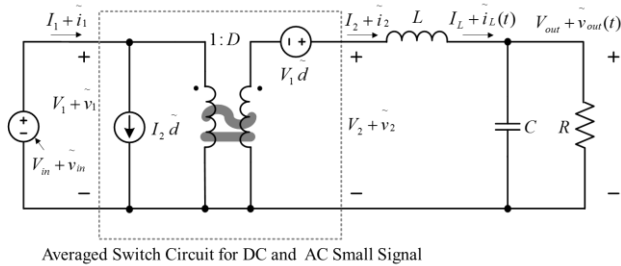 I₁ + ĩ₁
I₂ + ĩ₂
L
I_L + ĩ_L(t)
V_out + ṽ_out(t)
+
+
+
1 : D
− +
V₁ d̃
V₁ + ṽ₁
I₂ d̃
V₂ + ṽ₂
C
R
+
−
V_in + ṽ_in
−
−
−
Averaged Switch Circuit for DC and AC Small Signal